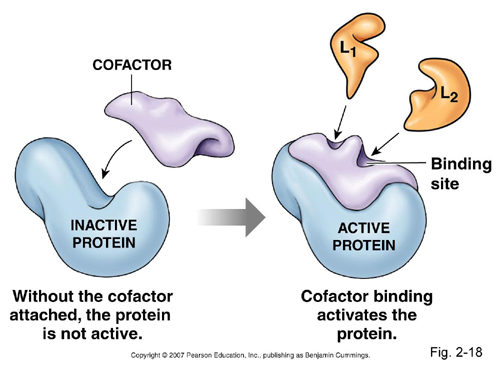 COFACTOR
L1
L2
Binding
site
INACTIVE
PROTEIN
ACTIVE
PROTEIN
Without the cofactor
attached, the protein
is not active.
Cofactor binding
activates the
protein.
Copyright © 2007 Pearson Education, Inc., publishing as Benjamin Cummings.
Fig. 2-18